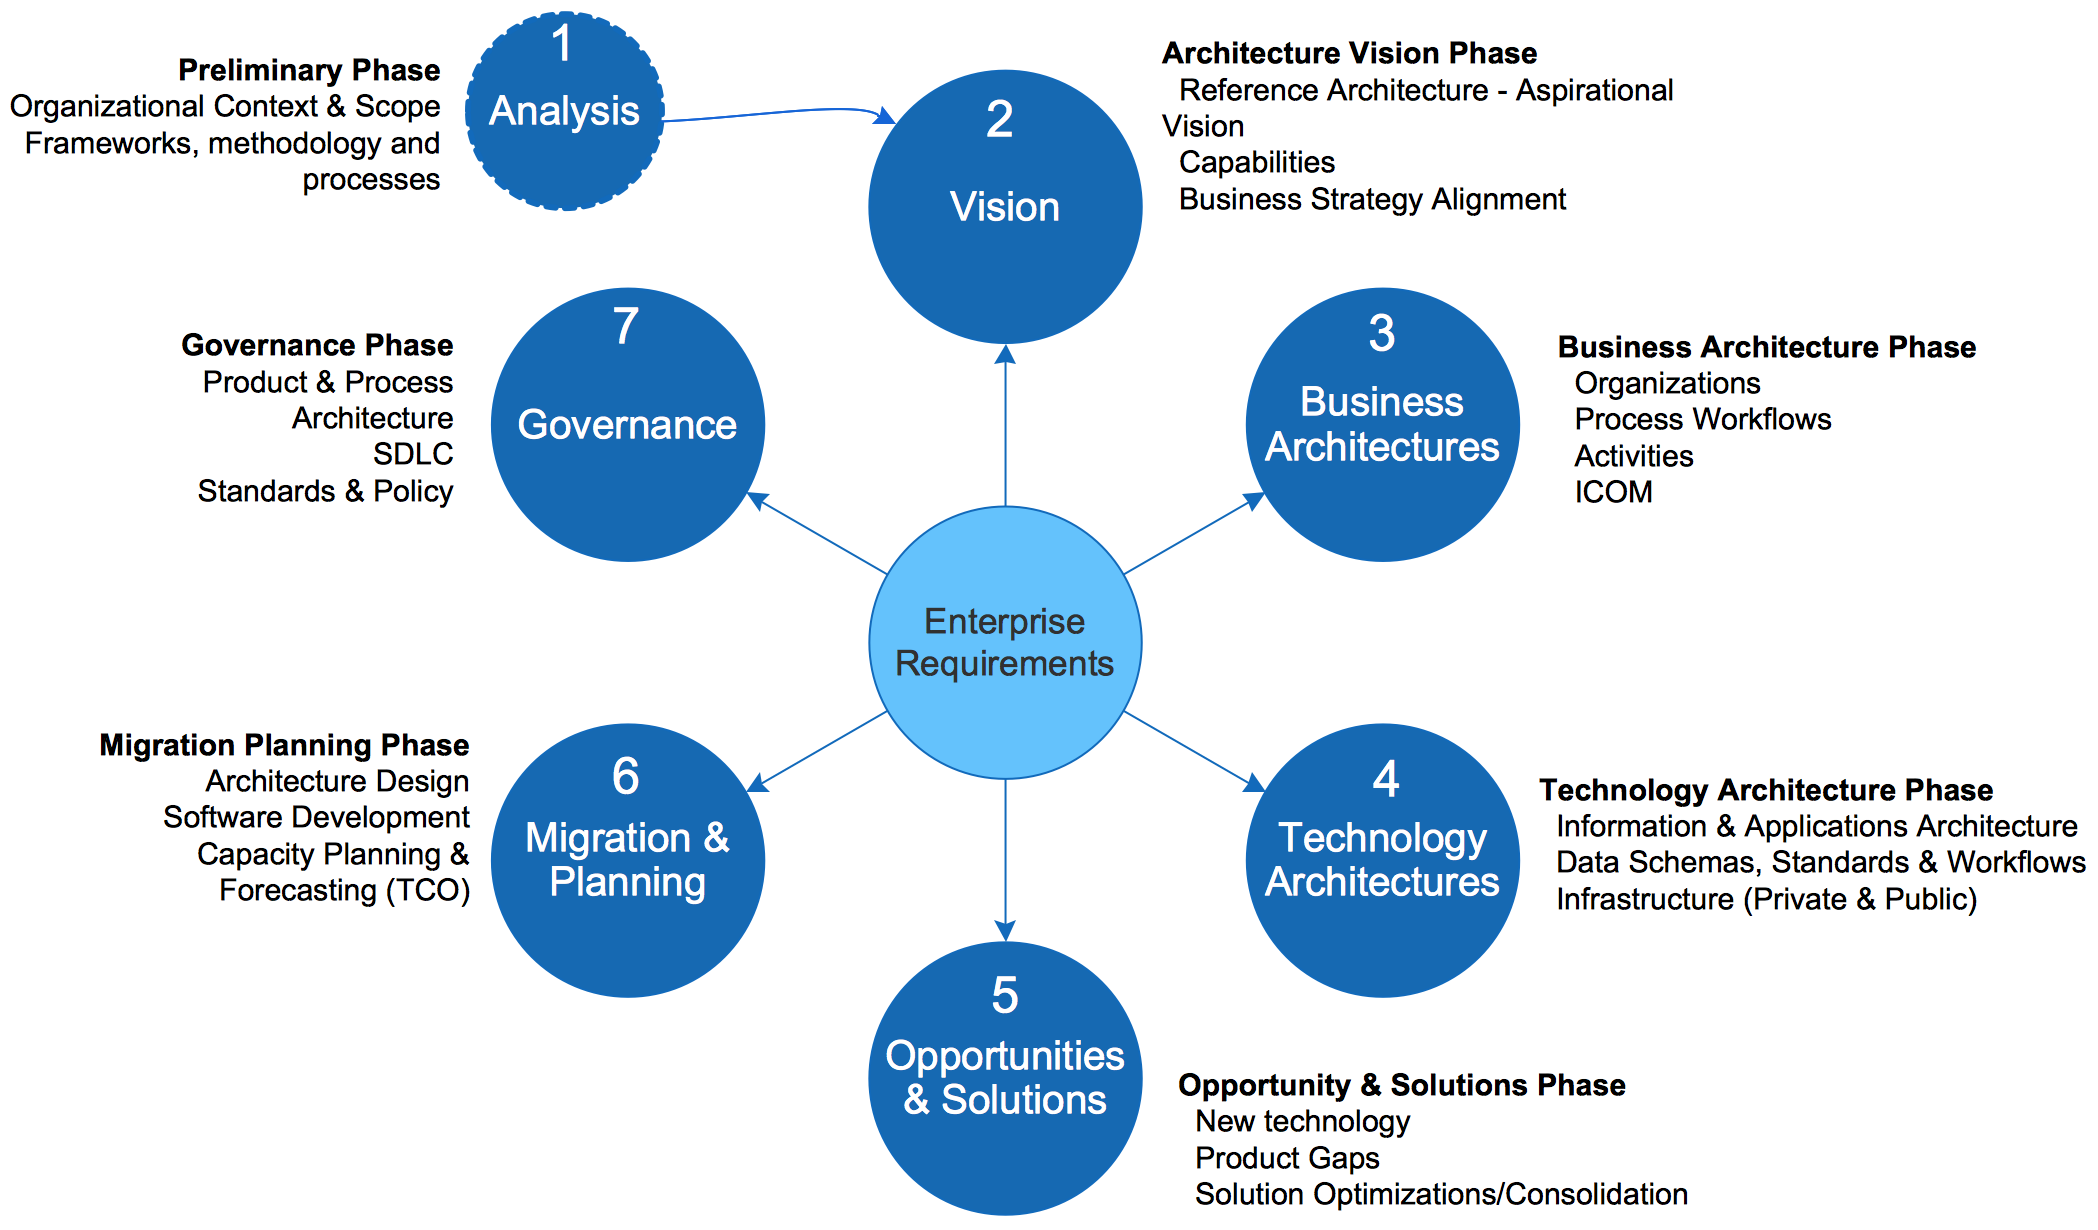 1
Analysis
Preliminary Phase
Organizational Context & Scope
Frameworks, methodology and
processes
2
Vision
Architecture Vision Phase
Reference Architecture - Aspirational
Vision
Capabilities
Business Strategy Alignment
3
Business
Architectures
Business Architecture Phase
Organizations
Process Workflows
Activities
ICOM
4
Technology
Architectures
Technology Architecture Phase
Information & Applications Architecture
Data Schemas, Standards & Workflows
Infrastructure (Private & Public)
5
Opportunities
& Solutions
Opportunity & Solutions Phase
New technology
Product Gaps
Solution Optimizations/Consolidation
6
Migration &
Planning
Migration Planning Phase
Architecture Design
Software Development
Capacity Planning &
Forecasting (TCO)
7
Governance
Governance Phase
Product & Process
Architecture
SDLC
Standards & Policy
Enterprise
Requirements